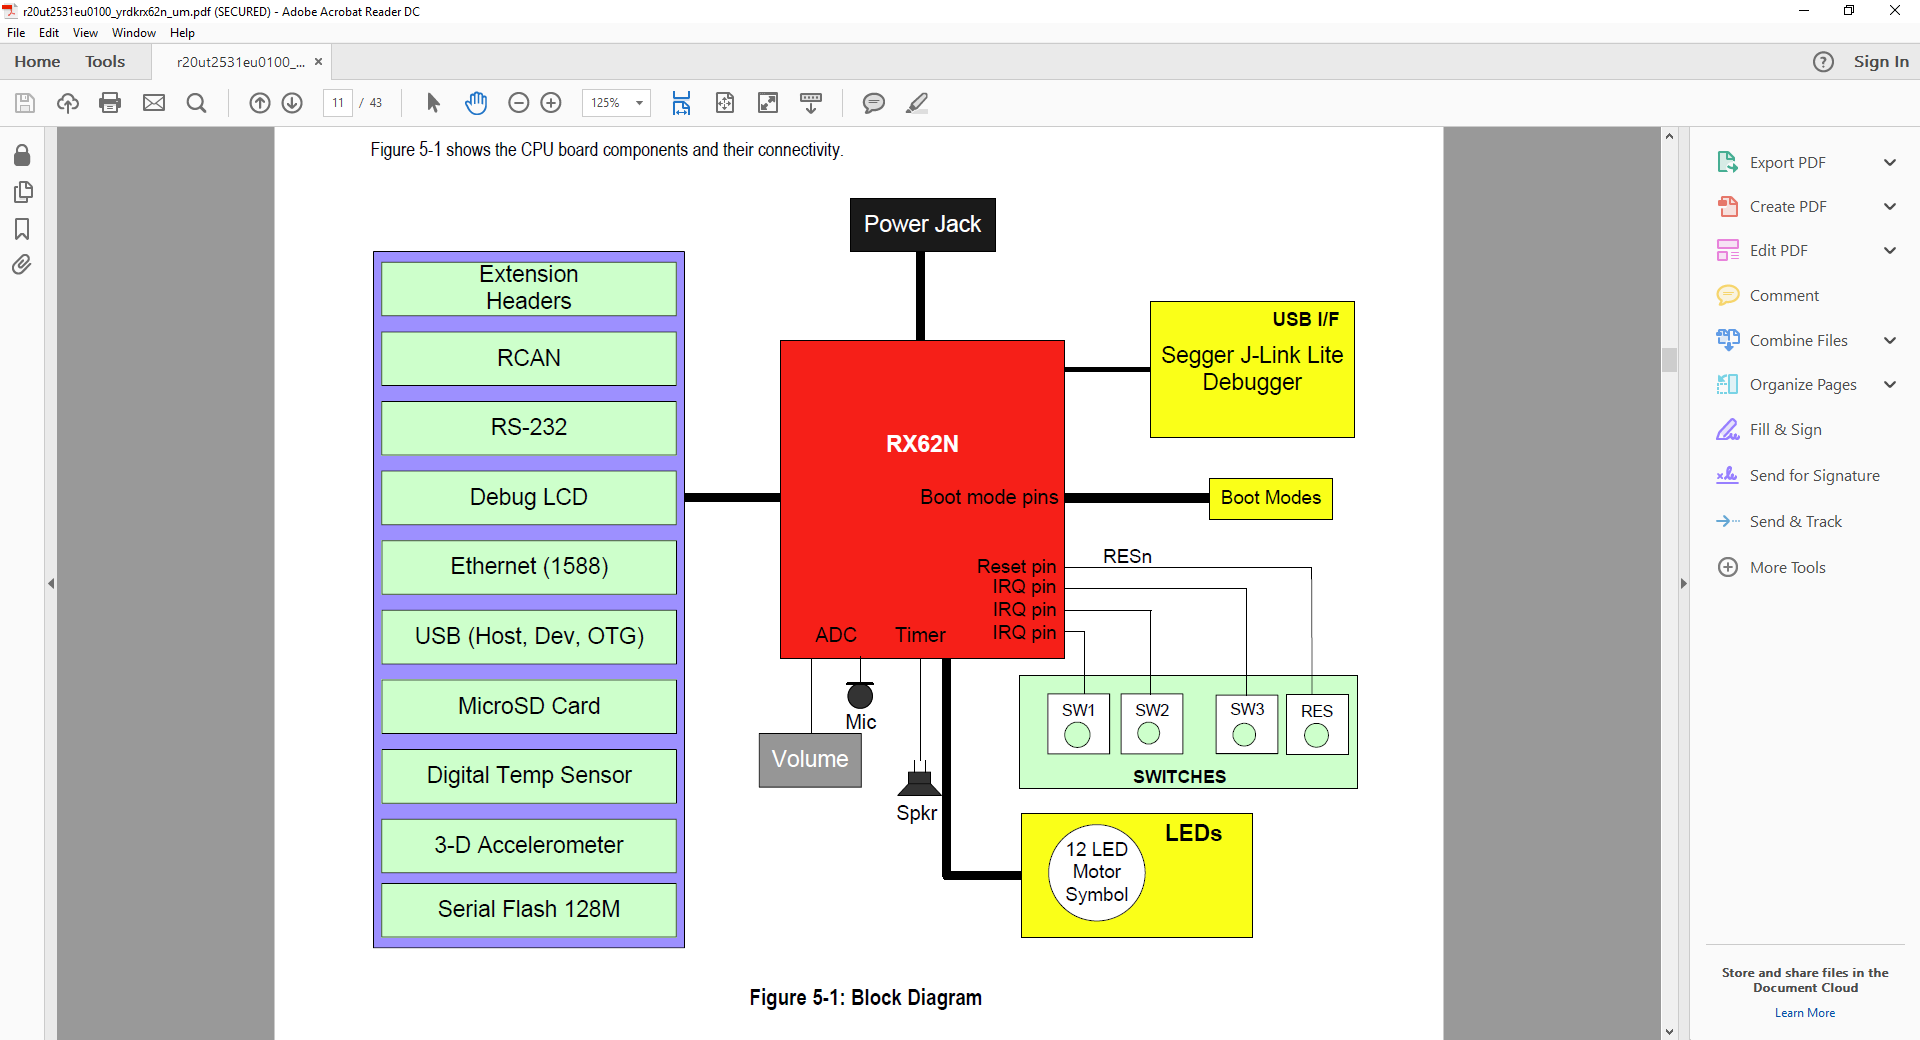 r20ut2531eu0100_yrdkrx62n_um.pdf (SECURED) - Adobe Acrobat Reader DC
File Edit View Window Help
Home Tools r20ut2531eu0100_... × Sign In
11 / 43 125%
Figure 5-1 shows the CPU board components and their connectivity.
Power Jack
Extension
Headers
RCAN
RS-232
Debug LCD
Ethernet (1588)
USB (Host, Dev, OTG)
MicroSD Card
Digital Temp Sensor
3-D Accelerometer
Serial Flash 128M
RX62N
Boot mode pins
Reset pin
IRQ pin
IRQ pin
IRQ pin
ADC Timer
USB I/F
Segger J-Link Lite
Debugger
Boot Modes
RESn
Mic
Volume
Spkr
SW1 SW2 SW3 RES
SWITCHES
LEDs
12 LED
Motor
Symbol
Figure 5-1: Block Diagram
Export PDF
Create PDF
Edit PDF
Comment
Combine Files
Organize Pages
Fill & Sign
Send for Signature
Send & Track
More Tools
Store and share files in the
Document Cloud
Learn More